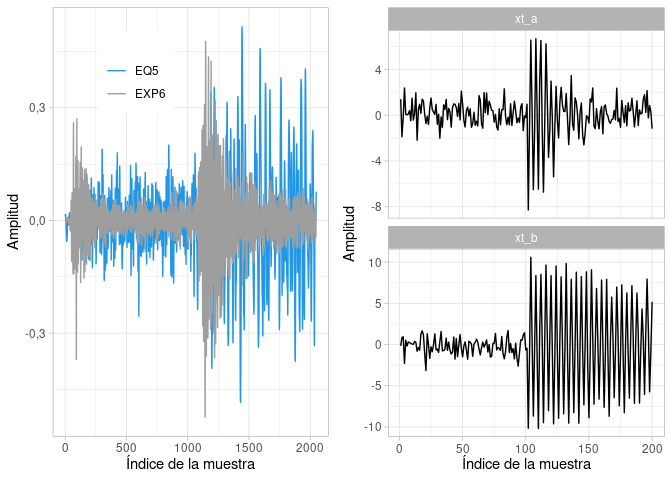 EQ5
EXP6
0,3
0,0
-0,3
Amplitud
0 500 1000 1500 2000
Índice de la muestra
xt_a
4
0
-4
-8
xt_b
10
5
0
-5
-10
Amplitud
0 50 100 150 200
Índice de la muestra